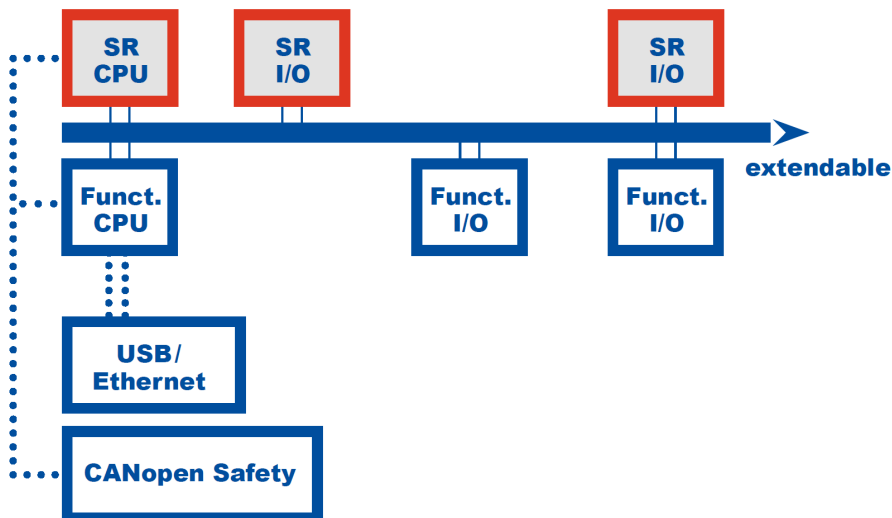 SR
CPU
SR
I/O
SR
I/O
extendable
Funct.
CPU
Funct.
I/O
Funct.
I/O
USB/
Ethernet
CANopen Safety